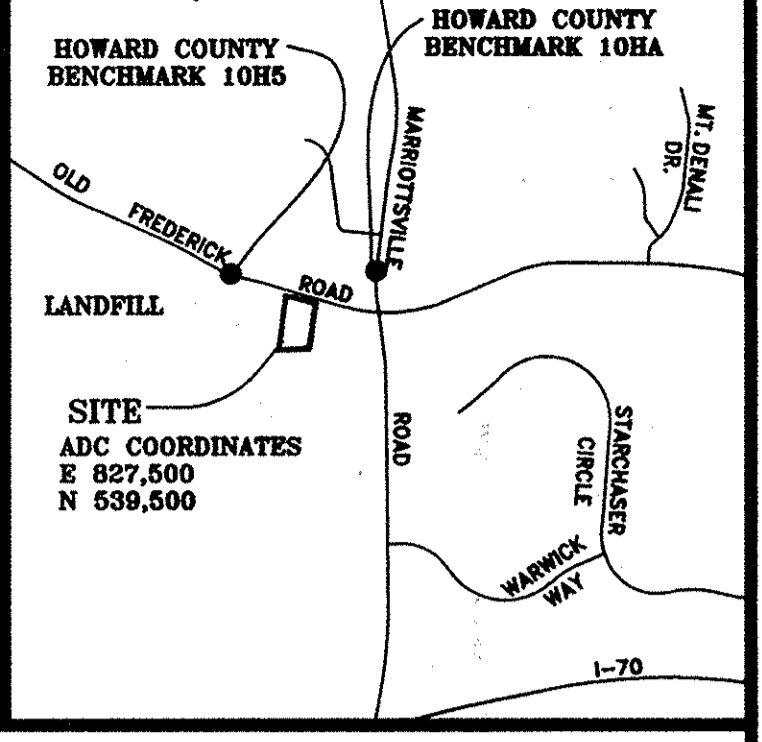 HOWARD COUNTY
BENCHMARK 10HA
HOWARD COUNTY
BENCHMARK 10H5
MARRIOTTSVILLE
MT. DENALI
DR.
OLD
FREDERICK
ROAD
LANDFILL
SITE
ADC COORDINATES
E 827,500
N 539,500
ROAD
STARCHASER
CIRCLE
WARWICK
WAY
I-70